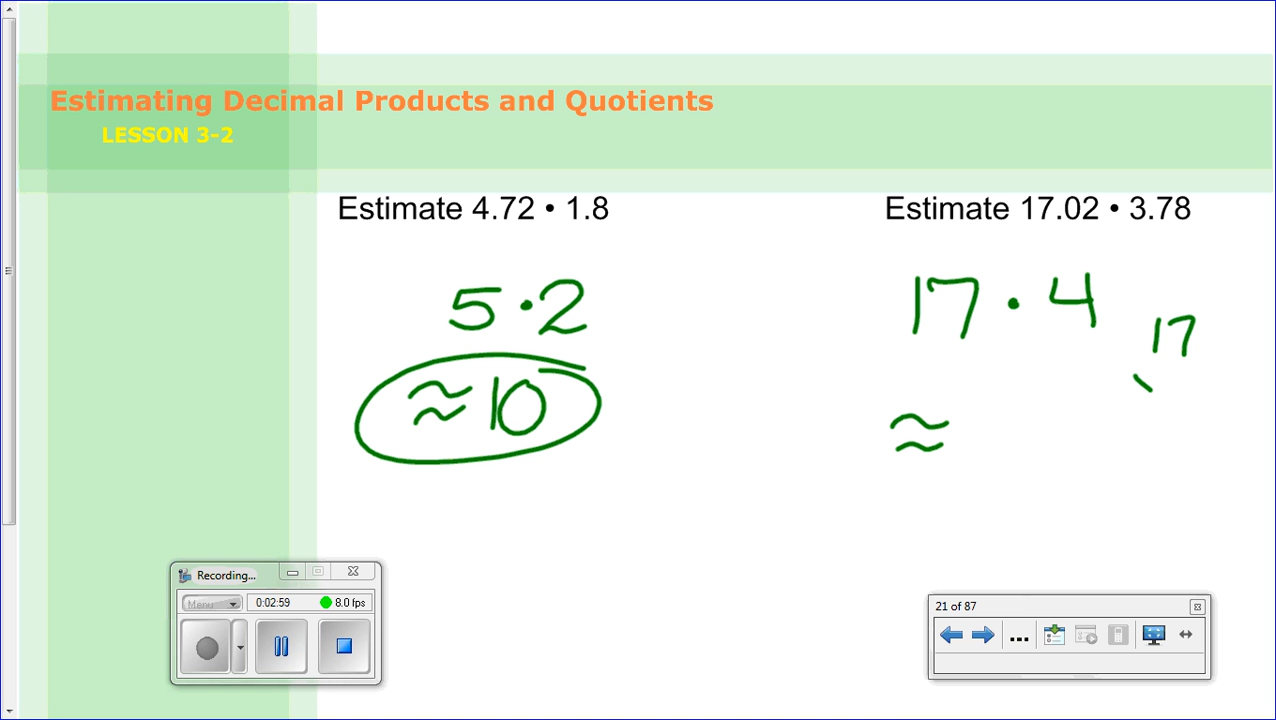 Estimating Decimal Products and Quotients
LESSON 3-2
Estimate 4.72 • 1.8
5 • 2
≈ 10
Estimate 17.02 • 3.78
17 • 4
17
≈
Recording...
Menu
0:02:59
8.0 fps
21 of 87
...